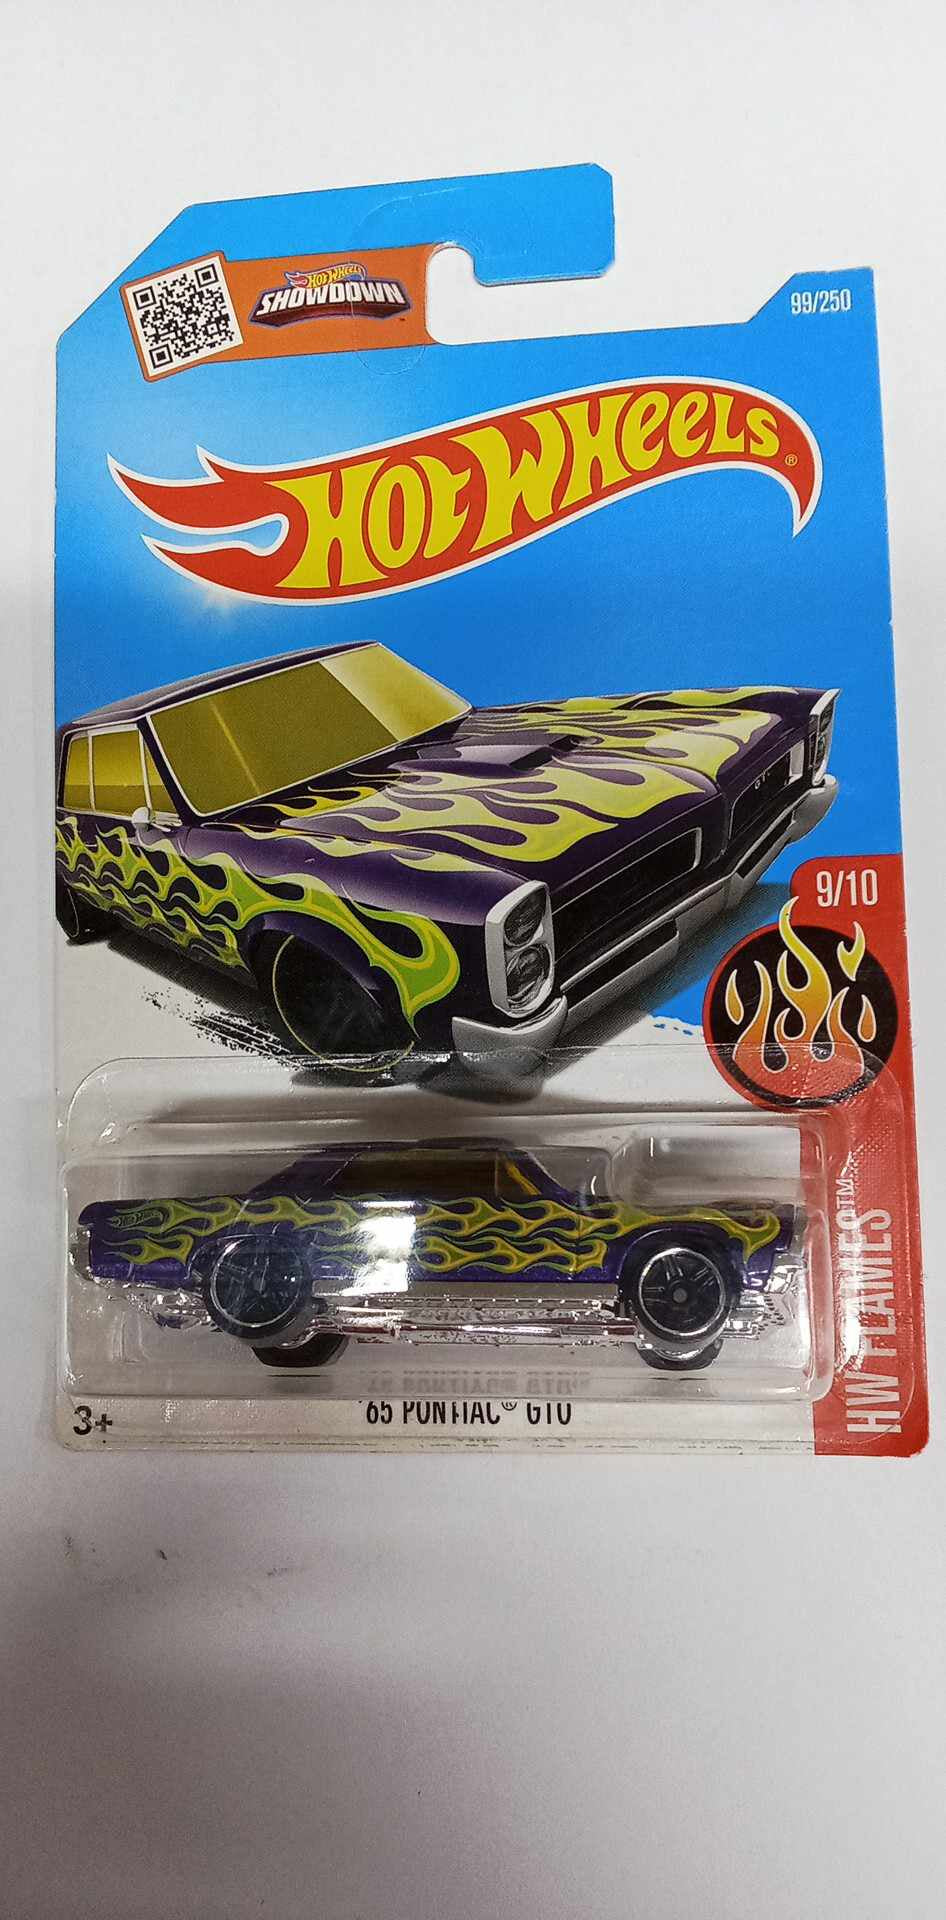 HOT WHEELS
SHOWDOWN
99/250
HOT WHEELS®
9/10
HW FLAMES™
3+
'65 PONTIAC® GTO